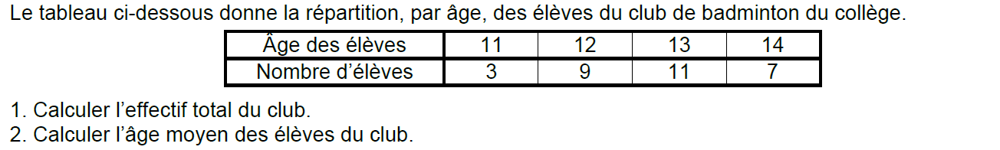 Le tableau ci-dessous donne la répartition, par âge, des élèves du club de badminton du collège.
Âge des élèves 11 12 13 14
Nombre d’élèves 3 9 11 7
1. Calculer l’effectif total du club.
2. Calculer l’âge moyen des élèves du club.